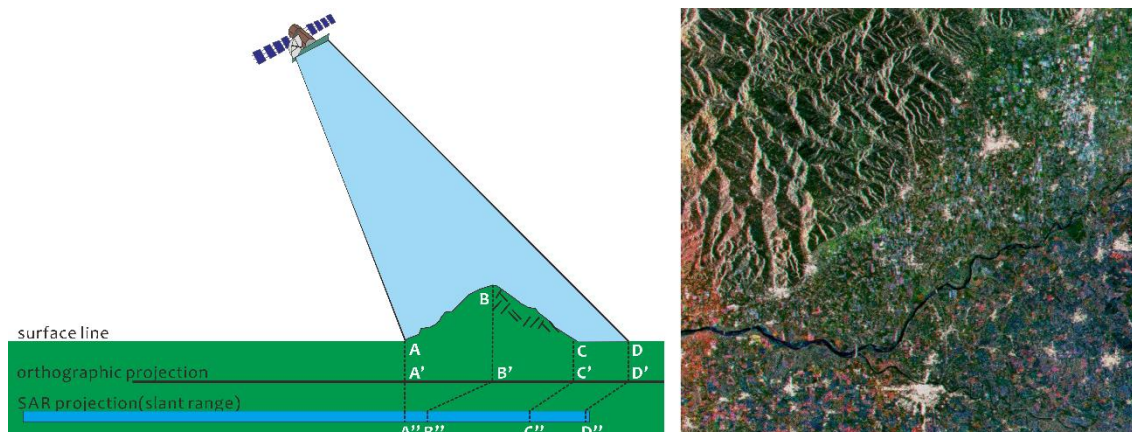 B
surface line
A C D
orthographic projection A' B' C' D'
SAR projection(slant range)
A'' B'' C'' D''